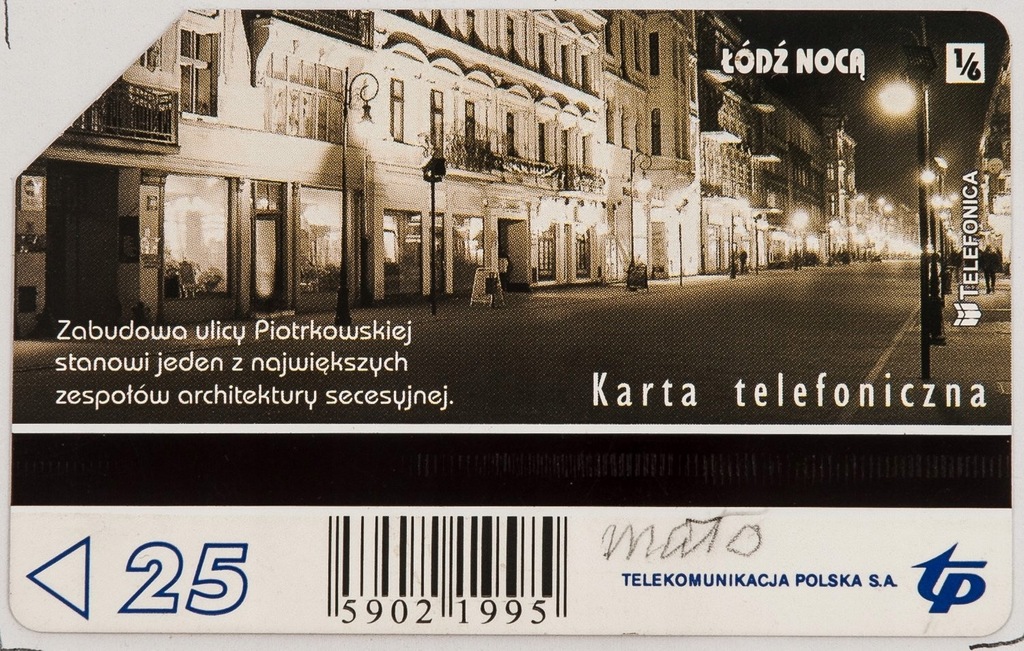 ŁÓDŹ NOCĄ
1/6
TELEFONICA
Zabudowa ulicy Piotrkowskiej
stanowi jeden z największych
zespołów architektury secesyjnej.
Karta telefoniczna
25
5902 1995
mało
TELEKOMUNIKACJA POLSKA S.A.
tp